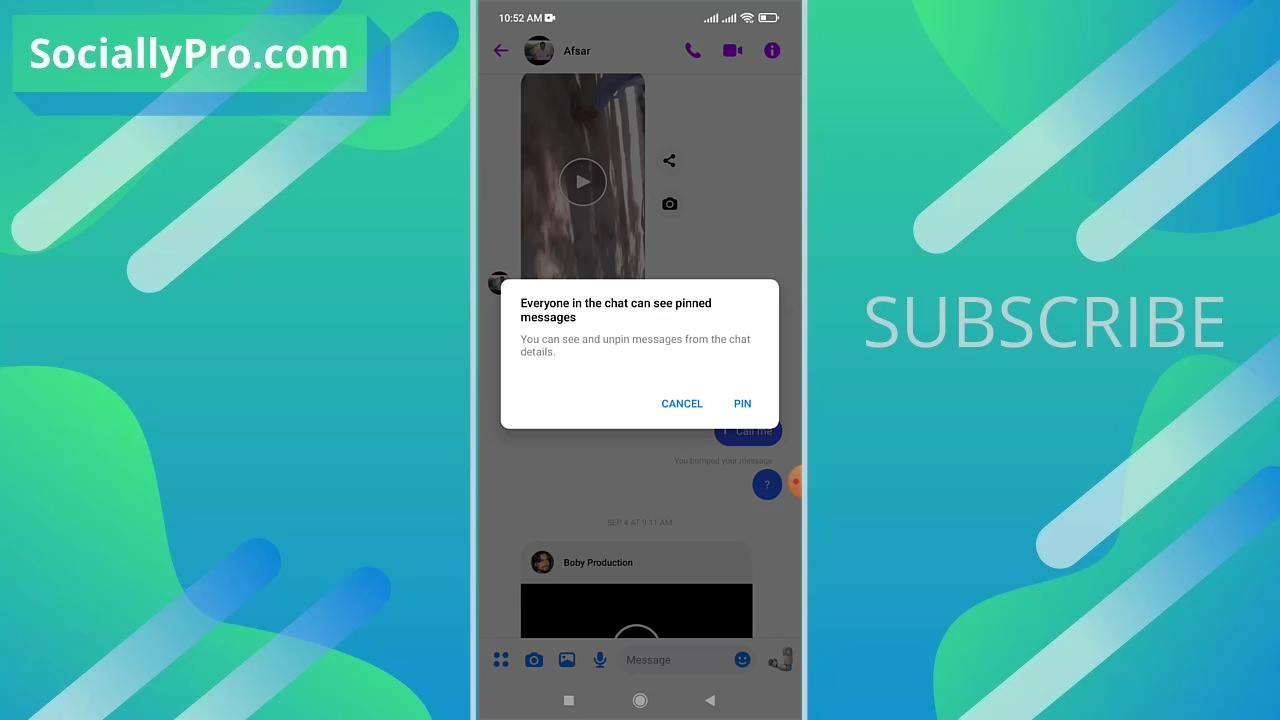 SociallyPro.com
10:52 AM
Afsar
Everyone in the chat can see pinned
messages
You can see and unpin messages from the chat
details.
CANCEL PIN
Call me
You bumped your message
?
SEP 4 AT 9:11 AM
Boby Production
Message
SUBSCRIBE